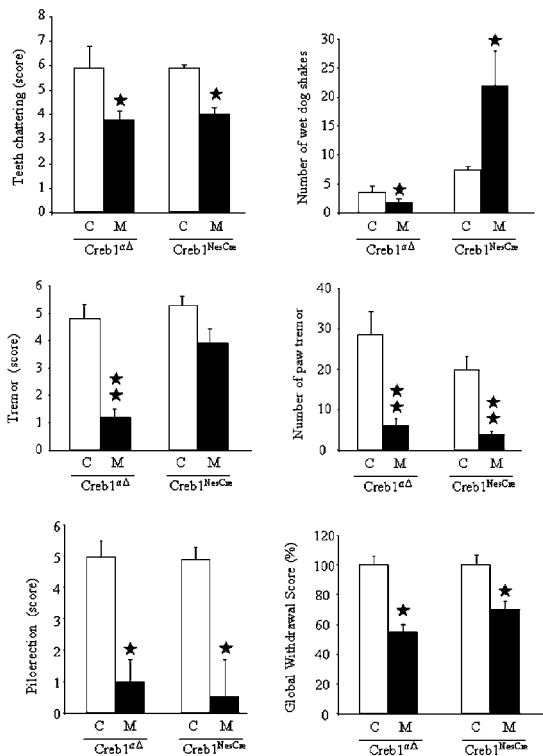 Teeth chattering (score)
6
5
4
3
2
1
0
C M C M
Creb1αΔ Creb1NesCre
Number of wet dog shakes
30
25
20
15
10
5
0
C M C M
Creb1αΔ Creb1NesCre
Tremor (score)
6
5
4
3
2
1
0
C M C M
Creb1αΔ Creb1NesCre
Number of paw tremor
40
30
20
10
0
C M C M
Creb1αΔ Creb1NesCre
Piloerection (score)
6
5
4
3
2
1
0
C M C M
Creb1αΔ Creb1NesCre
Global Withdrawal Score (%)
120
100
80
60
40
20
0
C M C M
Creb1αΔ Creb1NesCre